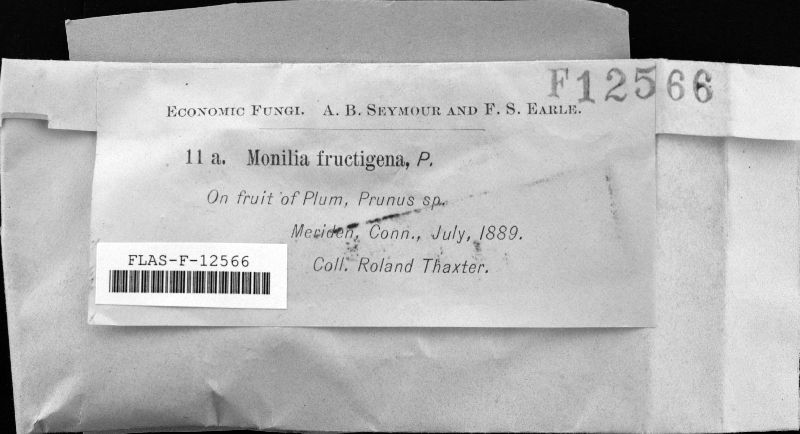 F12566
ECONOMIC FUNGI. A. B. SEYMOUR AND F. S. EARLE.
11 a. Monilia fructigena, P.
On fruit of Plum, Prunus sp.
Meriden, Conn., July, 1889.
Coll. Roland Thaxter.
FLAS-F-12566